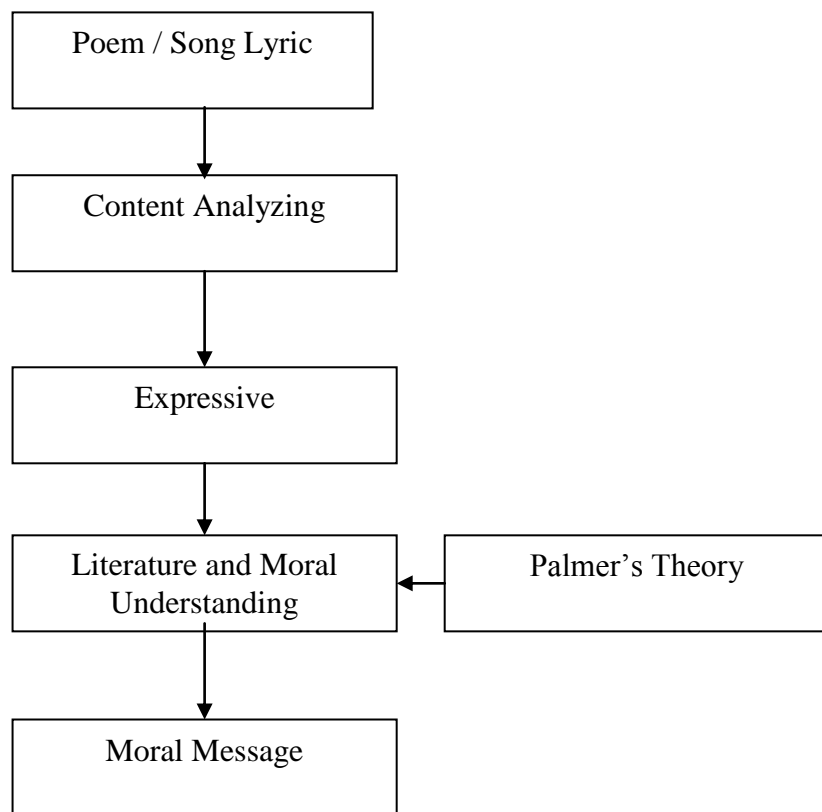 Poem / Song Lyric
Content Analyzing
Expressive
Literature and Moral
Understanding
Palmer’s Theory
Moral Message